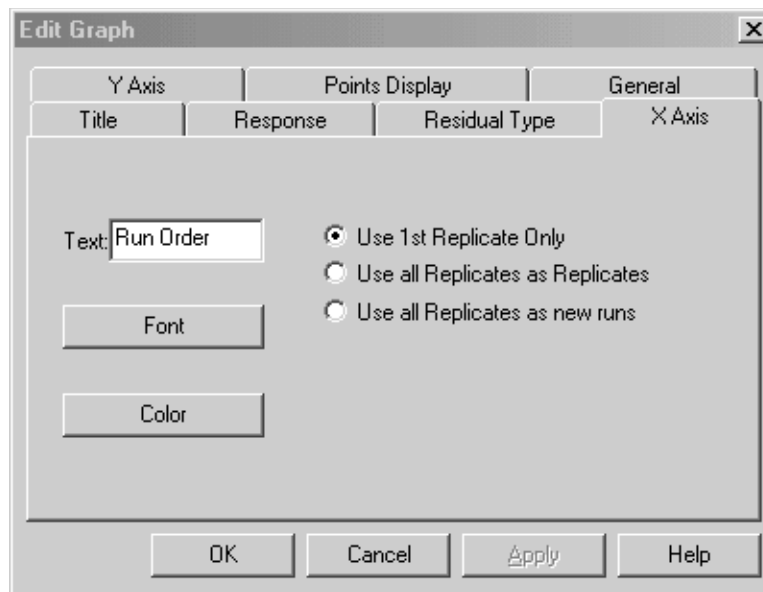 Edit Graph
Y Axis Points Display General
Title Response Residual Type X Axis
Text: Run Order
Use 1st Replicate Only
Use all Replicates as Replicates
Use all Replicates as new runs
Font
Color
OK Cancel Apply Help